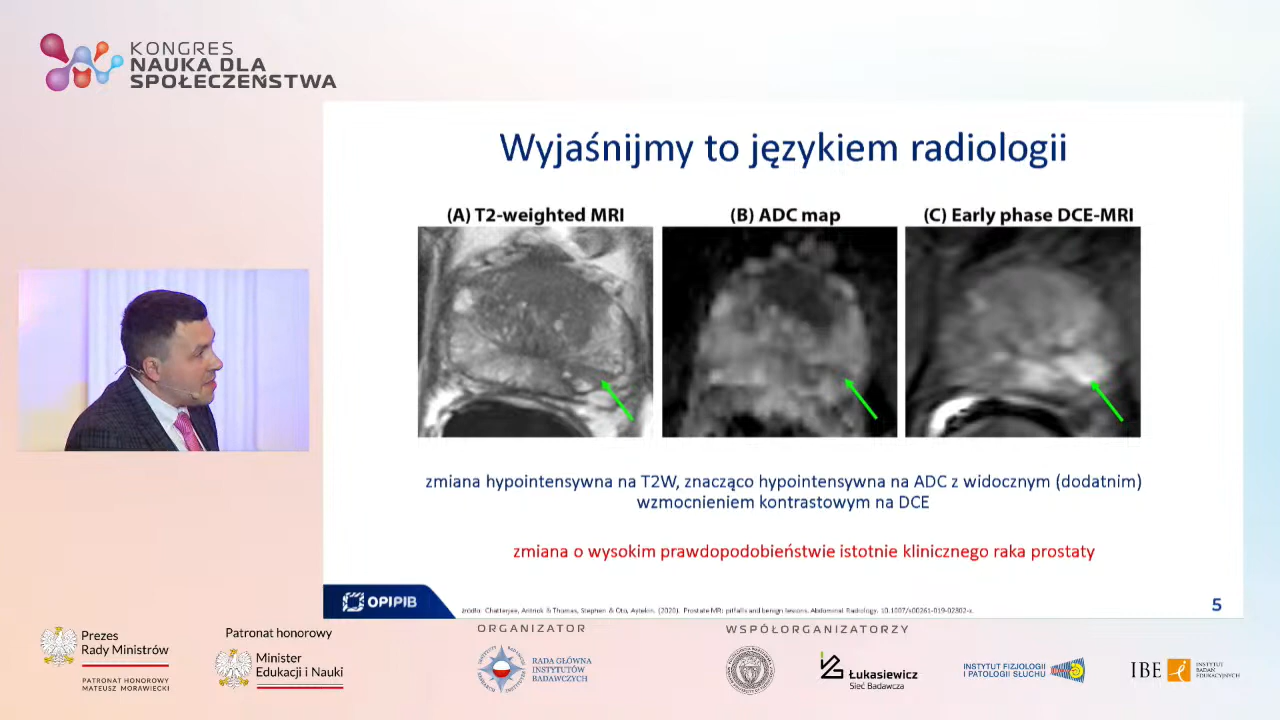 KONGRES
NAUKA DLA
SPOŁECZEŃSTWA
Wyjaśnijmy to językiem radiologii
(A) T2-weighted MRI
(B) ADC map
(C) Early phase DCE-MRI
zmiana hypointensywna na T2W, znacząco hypointensywna na ADC z widocznym (dodatnim)
wzmocnieniem kontrastowym na DCE
zmiana o wysokim prawdopodobieństwie istotnie klinicznego raka prostaty
OPI PIB
źródło: Chatterjee, Aritrick & Thomas, Stephen & Oto, Aytekin. (2020). Prostate MRI pitfalls and benign lesions. Abdominal Radiology. 10.1007/s00261-019-02302-x.
5
Prezes
Rady Ministrów
PATRONAT HONOROWY
MATEUSZ MORAWIECKI
Patronat honorowy
Minister
Edukacji i Nauki
ORGANIZATOR
RADA GŁÓWNA
INSTYTUTÓW
BADAWCZYCH
WSPÓŁORGANIZATORZY
Łukasiewicz
Sieć Badawcza
INSTYTUT FIZJOLOGII
I PATOLOGII SŁUCHU
IBE
INSTYTUT
BADAŃ
EDUKACYJNYCH